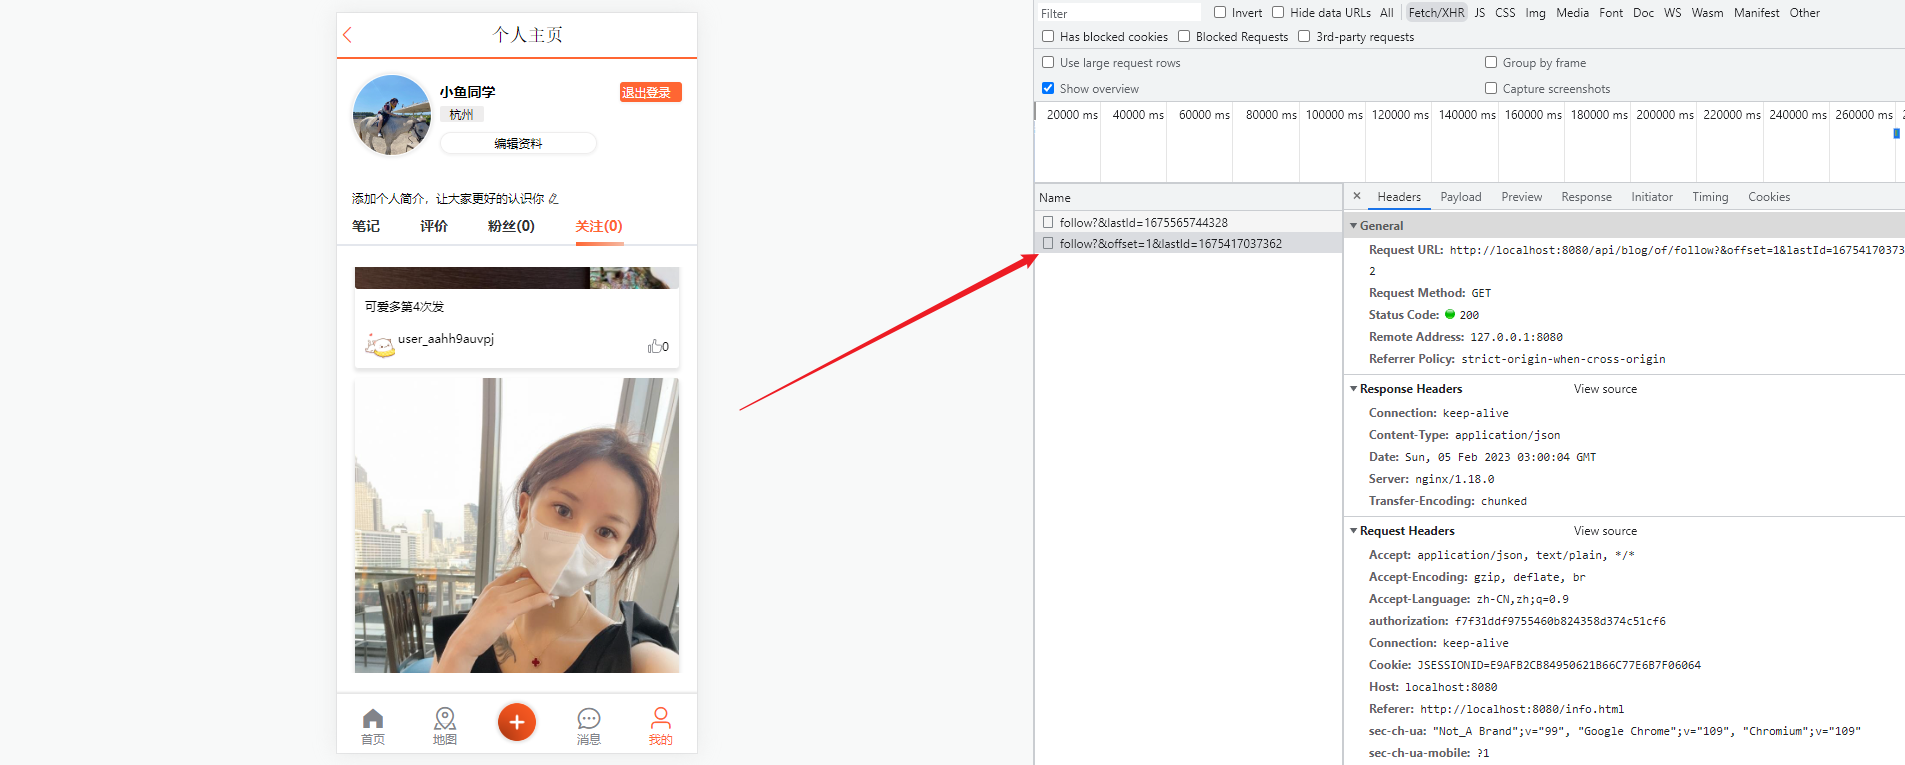 个人主页
小鱼同学
退出登录
杭州
编辑资料
添加个人简介，让大家更好的认识你
笔记 评价 粉丝(0) 关注(0)
可爱多第4次发
user_aahh9auvpj
0
首页 地图 消息 我的
Filter Invert Hide data URLs All Fetch/XHR JS CSS Img Media Font Doc WS Wasm Manifest Other
Has blocked cookies Blocked Requests 3rd-party requests
Use large request rows Group by frame
Show overview Capture screenshots
20000 ms 40000 ms 60000 ms 80000 ms 100000 ms 120000 ms 140000 ms 160000 ms 180000 ms 200000 ms 220000 ms 240000 ms 260000 ms
Name
follow?&lastId=1675565744328
follow?&offset=1&lastId=1675417037362
× Headers Payload Preview Response Initiator Timing Cookies
General
Request URL: http://localhost:8080/api/blog/of/follow?&offset=1&lastId=16754170373
2
Request Method: GET
Status Code: 200
Remote Address: 127.0.0.1:8080
Referrer Policy: strict-origin-when-cross-origin
Response Headers View source
Connection: keep-alive
Content-Type: application/json
Date: Sun, 05 Feb 2023 03:00:04 GMT
Server: nginx/1.18.0
Transfer-Encoding: chunked
Request Headers View source
Accept: application/json, text/plain, */*
Accept-Encoding: gzip, deflate, br
Accept-Language: zh-CN,zh;q=0.9
authorization: f7f31ddf9755460b824358d374c51cf6
Connection: keep-alive
Cookie: JSESSIONID=E9AFB2CB84950621B66C77E6B7F06064
Host: localhost:8080
Referer: http://localhost:8080/info.html
sec-ch-ua: "Not_A Brand";v="99", "Google Chrome";v="109", "Chromium";v="109"
sec-ch-ua-mobile: ?1